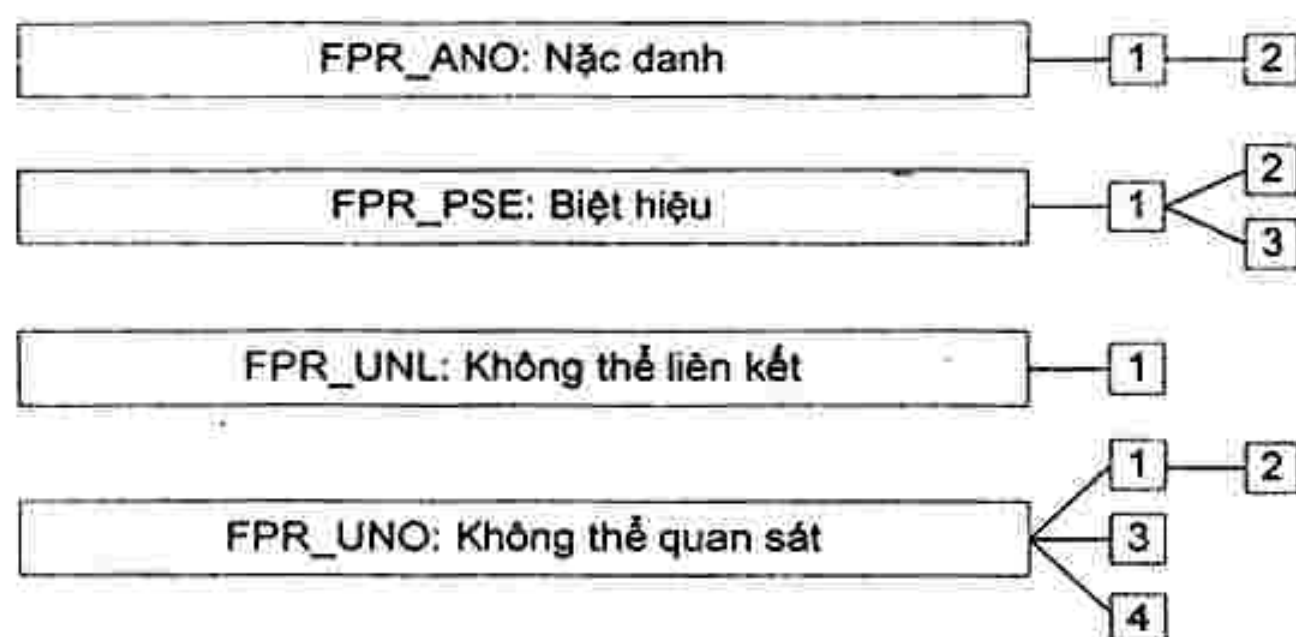 FPR_ANO: Nặc danh 1 2
FPR_PSE: Biệt hiệu 1 2 3
FPR_UNL: Không thể liên kết 1
FPR_UNO: Không thể quan sát 1 2 3 4